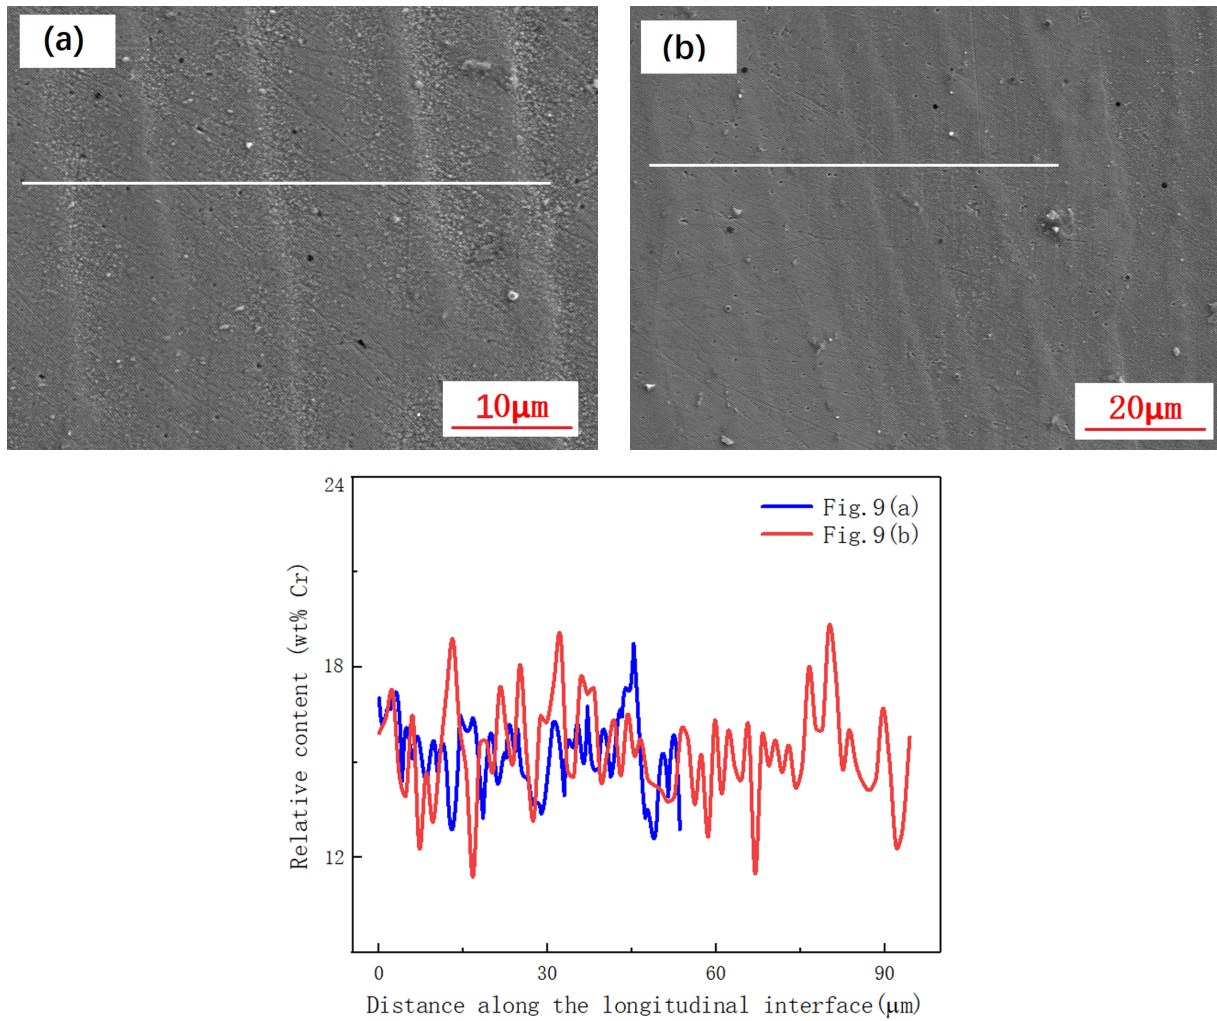 (a)
(b)
10μm
20μm
24
18
12
Relative content (wt% Cr)
Fig.9(a)
Fig.9(b)
0
30
60
90
Distance along the longitudinal interface(μm)